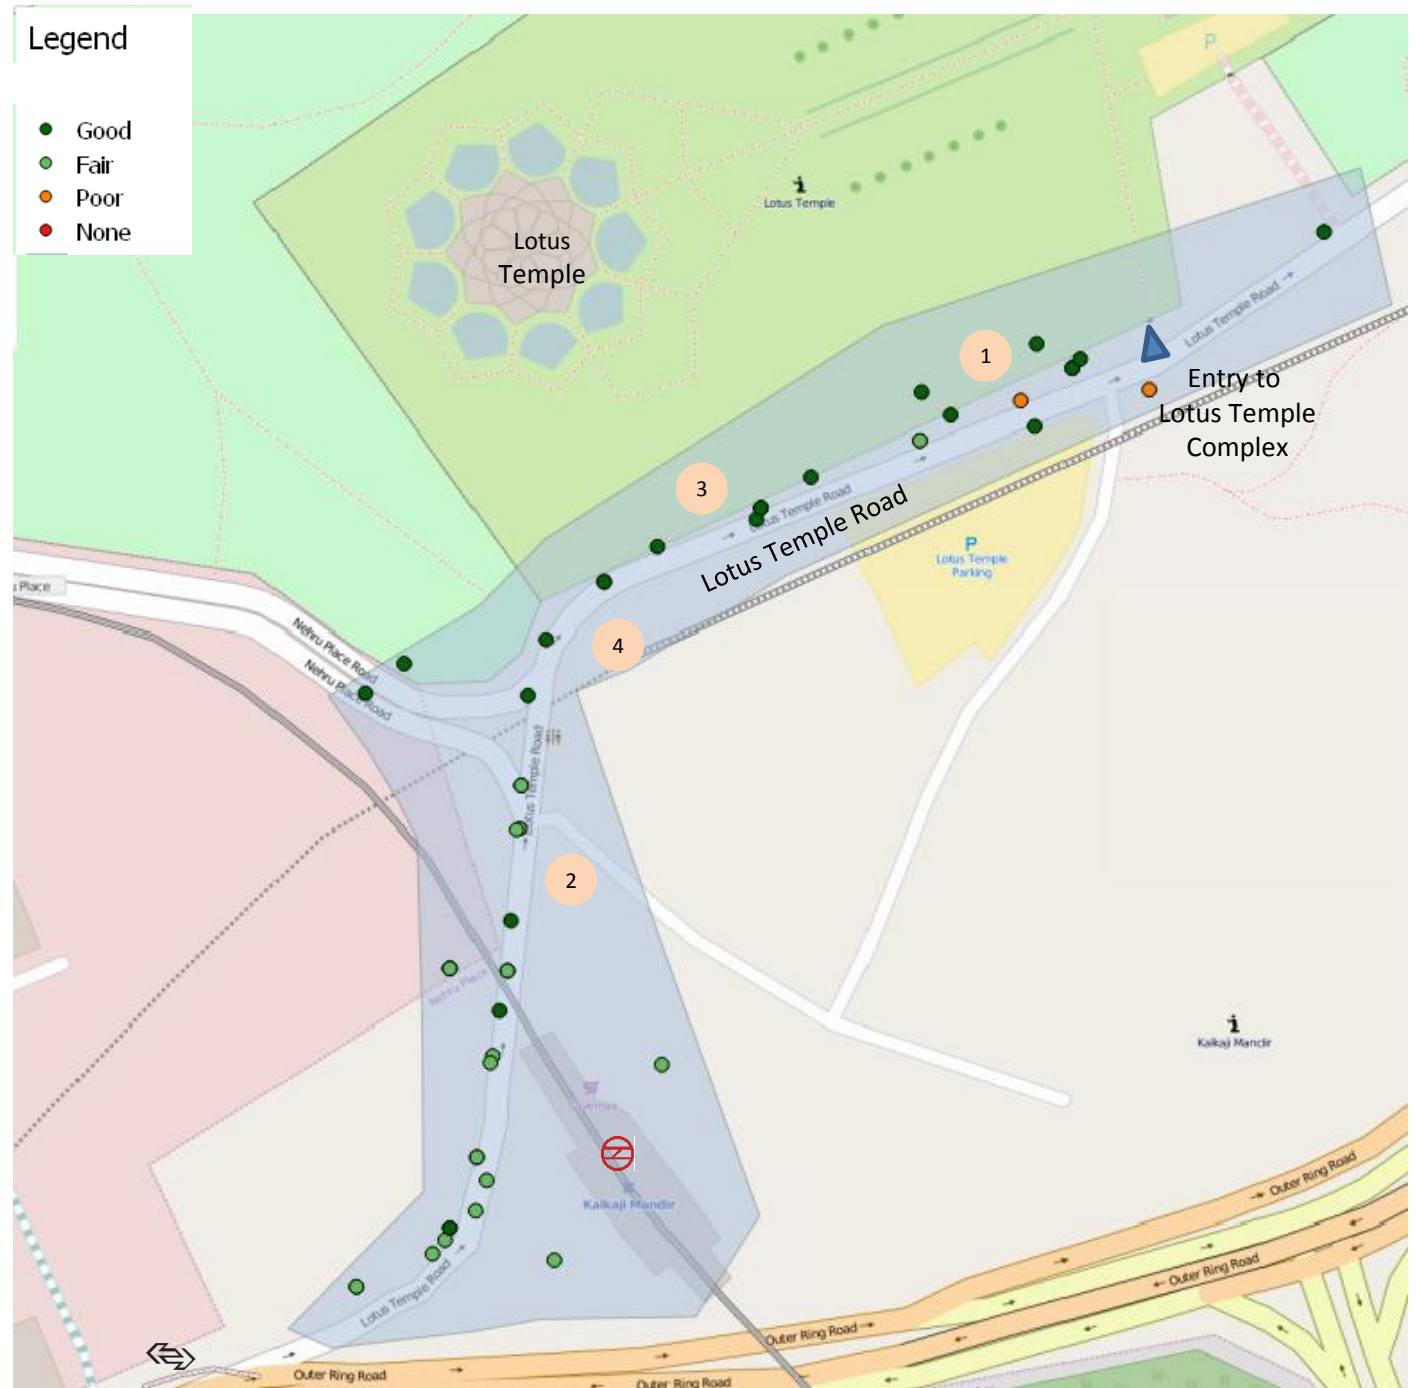 Legend
Good
Fair
Poor
None
P
Lotus Temple
Lotus
Temple
1
Lotus Temple Road
Entry to
Lotus Temple
Complex
3
Lotus Temple Road
Lotus Temple Road
P
Lotus Temple
Parking
Place
Nehru Place Road
Nehru Place Road
4
Lotus Temple Road
2
Nehru Place
Kalkaji Mandir
Kalkaji Mandir
Lotus Temple Road
Outer Ring Road
Outer Ring Road
Outer Ring Road
Outer Ring Road
Outer Ring Road